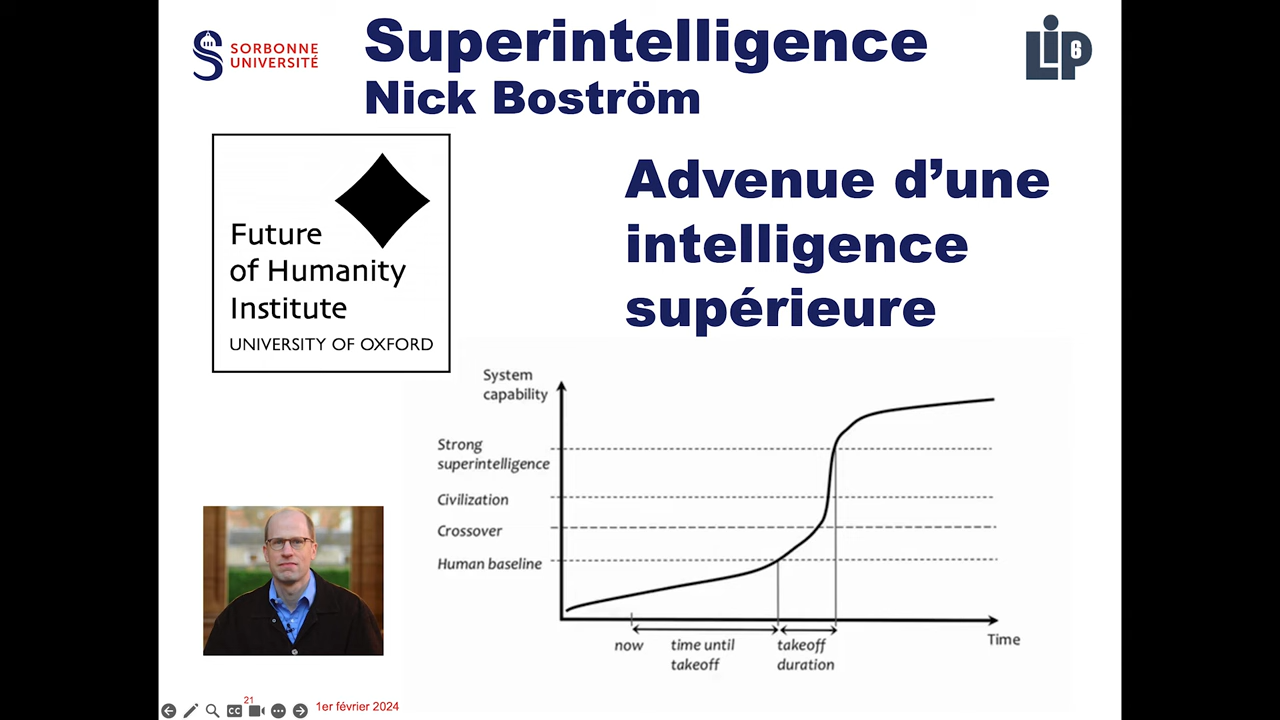 Superintelligence
Nick Boström
SORBONNE
UNIVERSITÉ
LIP6
Future
of Humanity
Institute
UNIVERSITY OF OXFORD
Advenue d’une
intelligence
supérieure
System
capability
Strong
superintelligence
Civilization
Crossover
Human baseline
now
time until
takeoff
takeoff
duration
Time
21
CC
1er février 2024